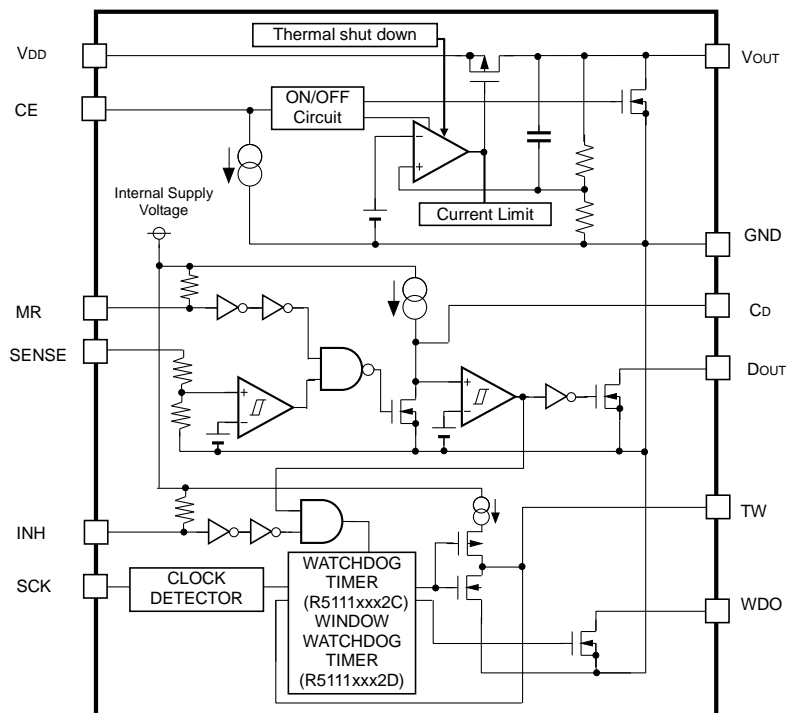 Thermal shut down
VDD
VOUT
CE
ON/OFF
Circuit
−
+
Internal Supply
Voltage
Current Limit
GND
MR
CD
SENSE
DOUT
+
−
+
−
INH
TW
SCK
CLOCK
DETECTOR
WATCHDOG
TIMER
(R5111xxx2C)
WINDOW
WATCHDOG
TIMER
(R5111xxx2D)
WDO